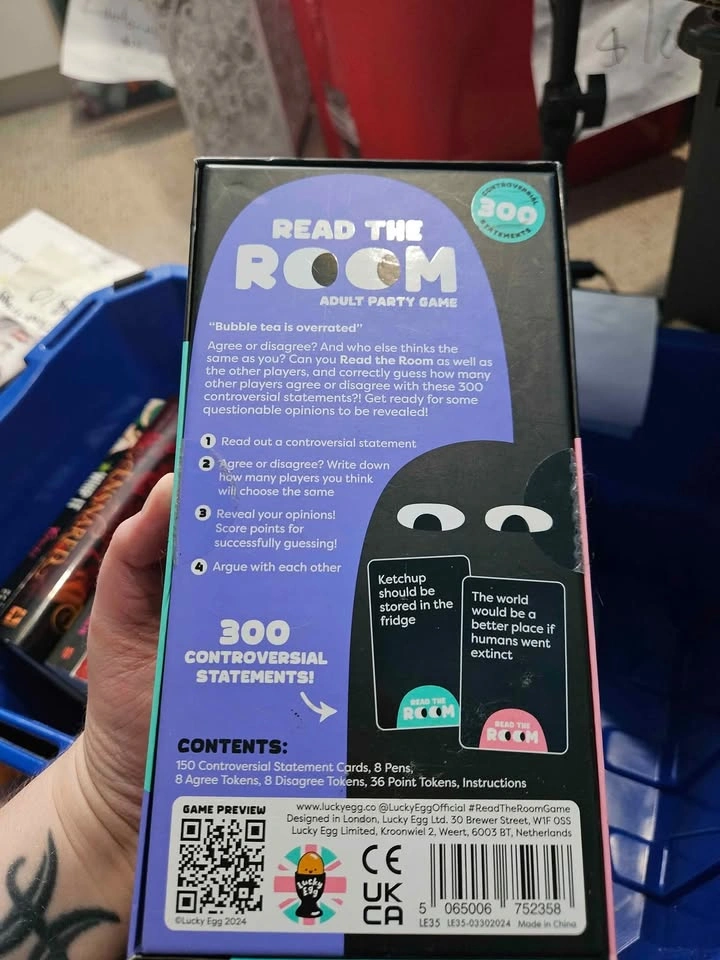 CONTROVERSIAL
300
STATEMENTS
READ THE
ROOM
ADULT PARTY GAME
"Bubble tea is overrated"
Agree or disagree? And who else thinks the
same as you? Can you Read the Room as well as
the other players, and correctly guess how many
other players agree or disagree with these 300
controversial statements?! Get ready for some
questionable opinions to be revealed!
1 Read out a controversial statement
2 Agree or disagree? Write down
how many players you think
will choose the same
3 Reveal your opinions!
Score points for
successfully guessing!
4 Argue with each other
Ketchup
should be
stored in the
fridge
READ THE
ROOM
The world
would be a
better place if
humans went
extinct
READ THE
ROOM
300
CONTROVERSIAL
STATEMENTS!
CONTENTS:
150 Controversial Statement Cards, 8 Pens,
8 Agree Tokens, 8 Disagree Tokens, 36 Point Tokens, Instructions
GAME PREVIEW
©Lucky Egg 2024
www.luckyegg.co @LuckyEggOfficial #ReadTheRoomGame
Designed in London, Lucky Egg Ltd. 30 Brewer Street, W1F 0SS
Lucky Egg Limited, Kroonwiel 2, Weert, 6003 BT, Netherlands
Lucky
Egg
CE
UK
CA
5 065006 752358
LE35 LE35-03302024 Made in China